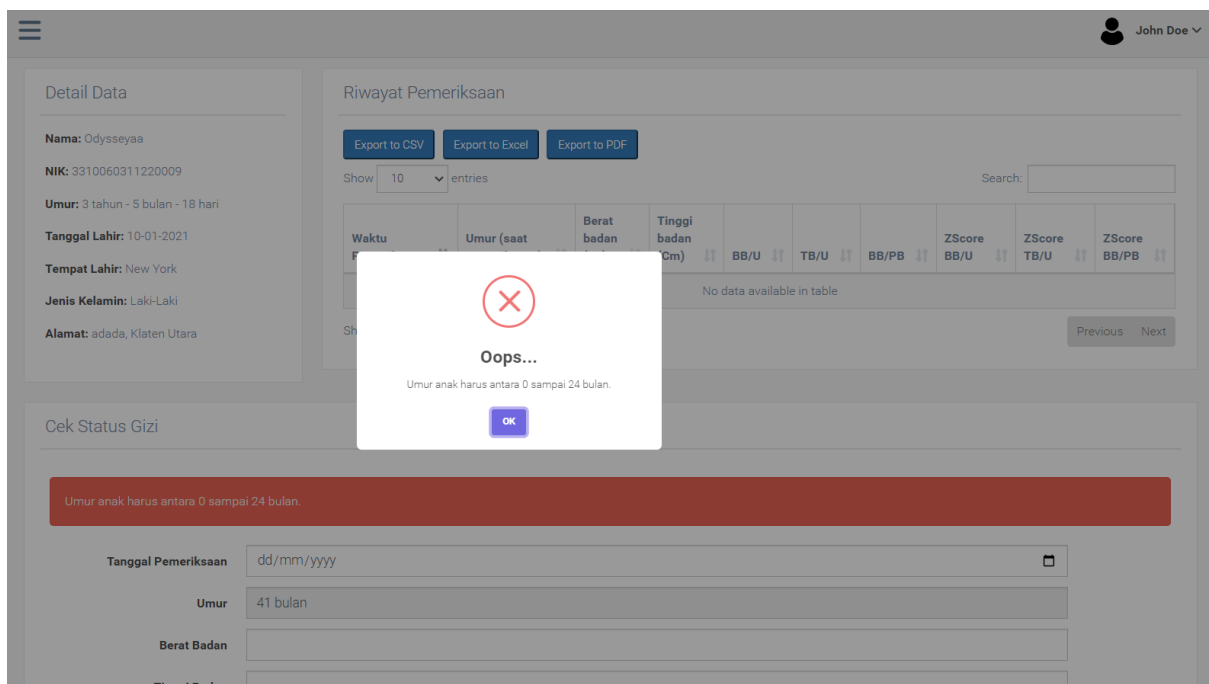 John Doe
Detail Data
Nama: Odysseyaa
NIK: 3310060311220009
Umur: 3 tahun - 5 bulan - 18 hari
Tanggal Lahir: 10-01-2021
Tempat Lahir: New York
Jenis Kelamin: Laki-Laki
Alamat: adada, Klaten Utara
Riwayat Pemeriksaan
Export to CSV Export to Excel Export to PDF
Show 10 entries Search:
Waktu Umur (saat Berat badan Tinggi badan (Cm) BB/U TB/U BB/PB ZScore BB/U ZScore TB/U ZScore BB/PB
No data available in table
Previous Next
Oops...
Umur anak harus antara 0 sampai 24 bulan.
OK
Cek Status Gizi
Umur anak harus antara 0 sampai 24 bulan.
Tanggal Pemeriksaan dd/mm/yyyy
Umur 41 bulan
Berat Badan